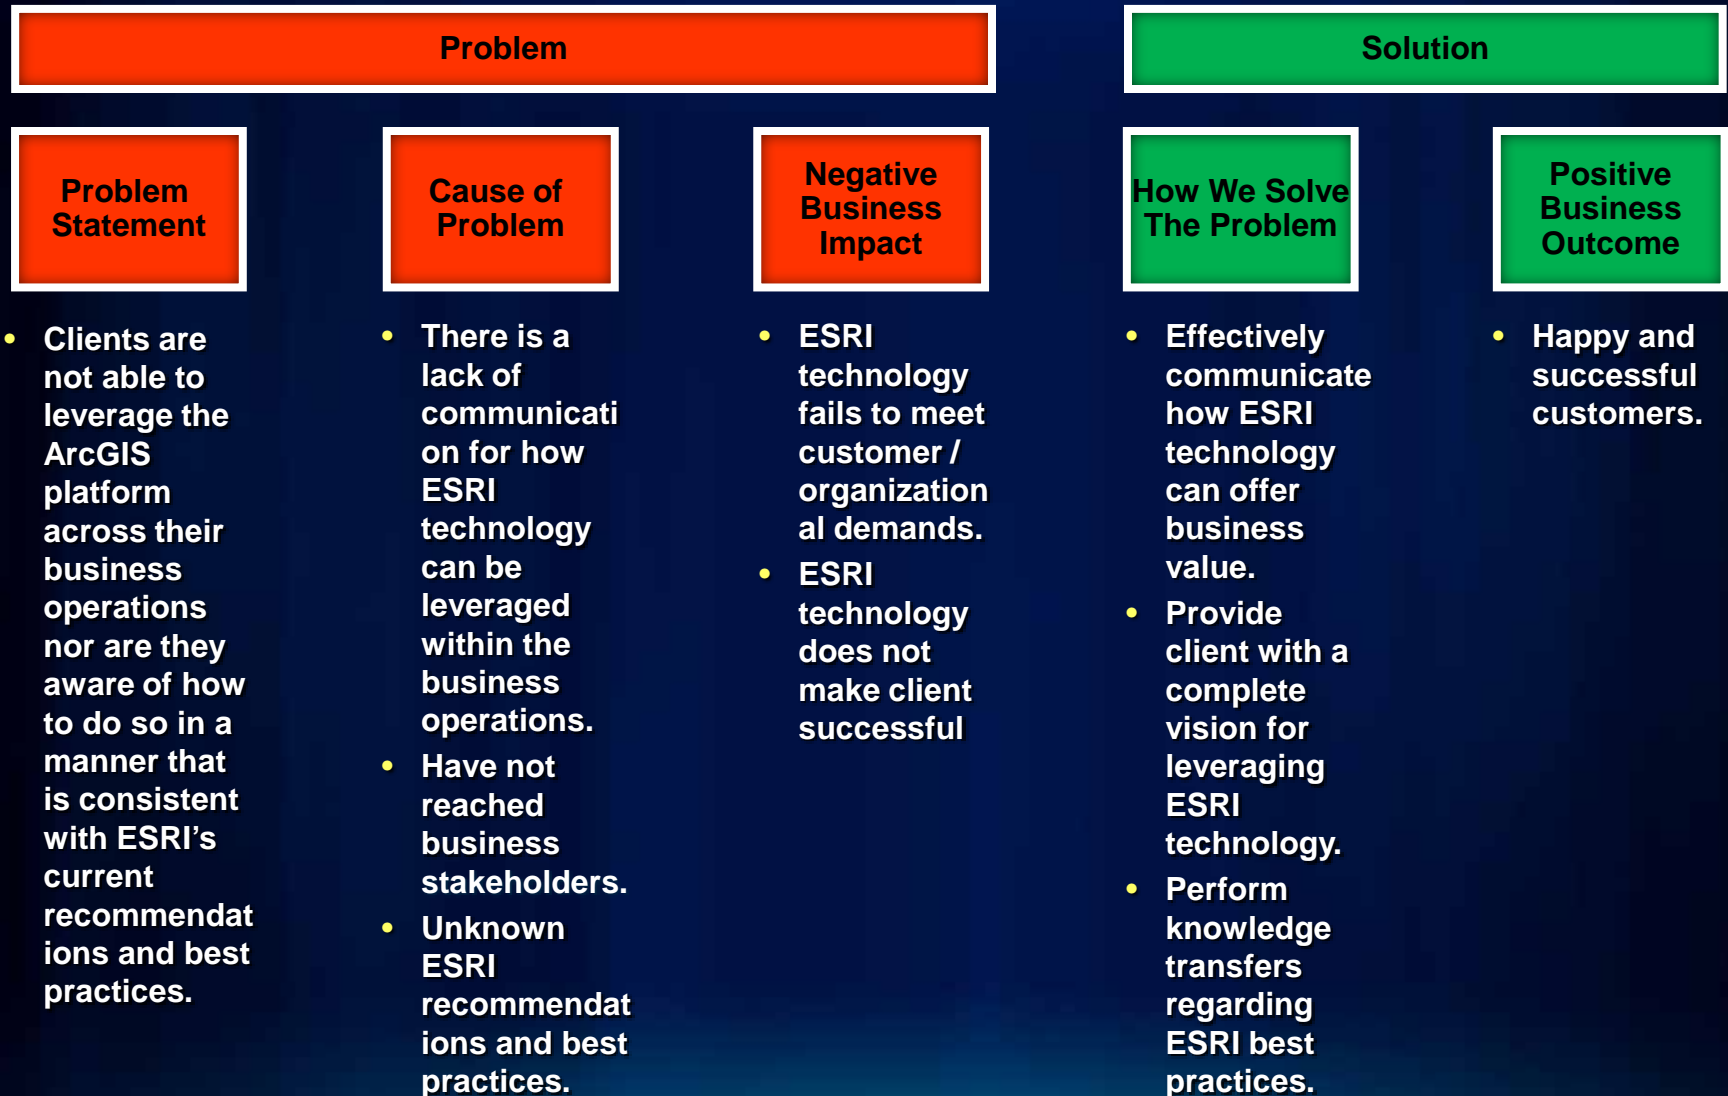 Problem
Solution
Problem
Statement
Cause of
Problem
Negative
Business
Impact
How We Solve
The Problem
Positive
Business
Outcome
• Clients are
not able to
leverage the
ArcGIS
platform
across their
business
operations
nor are they
aware of how
to do so in a
manner that
is consistent
with ESRI’s
current
recommendat
ions and best
practices.
• There is a
lack of
communicati
on for how
ESRI
technology
can be
leveraged
within the
business
operations.
• Have not
reached
business
stakeholders.
• Unknown
ESRI
recommendat
ions and best
practices.
• ESRI
technology
fails to meet
customer /
organization
al demands.
• ESRI
technology
does not
make client
successful
• Effectively
communicate
how ESRI
technology
can offer
business
value.
• Provide
client with a
complete
vision for
leveraging
ESRI
technology.
• Perform
knowledge
transfers
regarding
ESRI best
practices.
• Happy and
successful
customers.